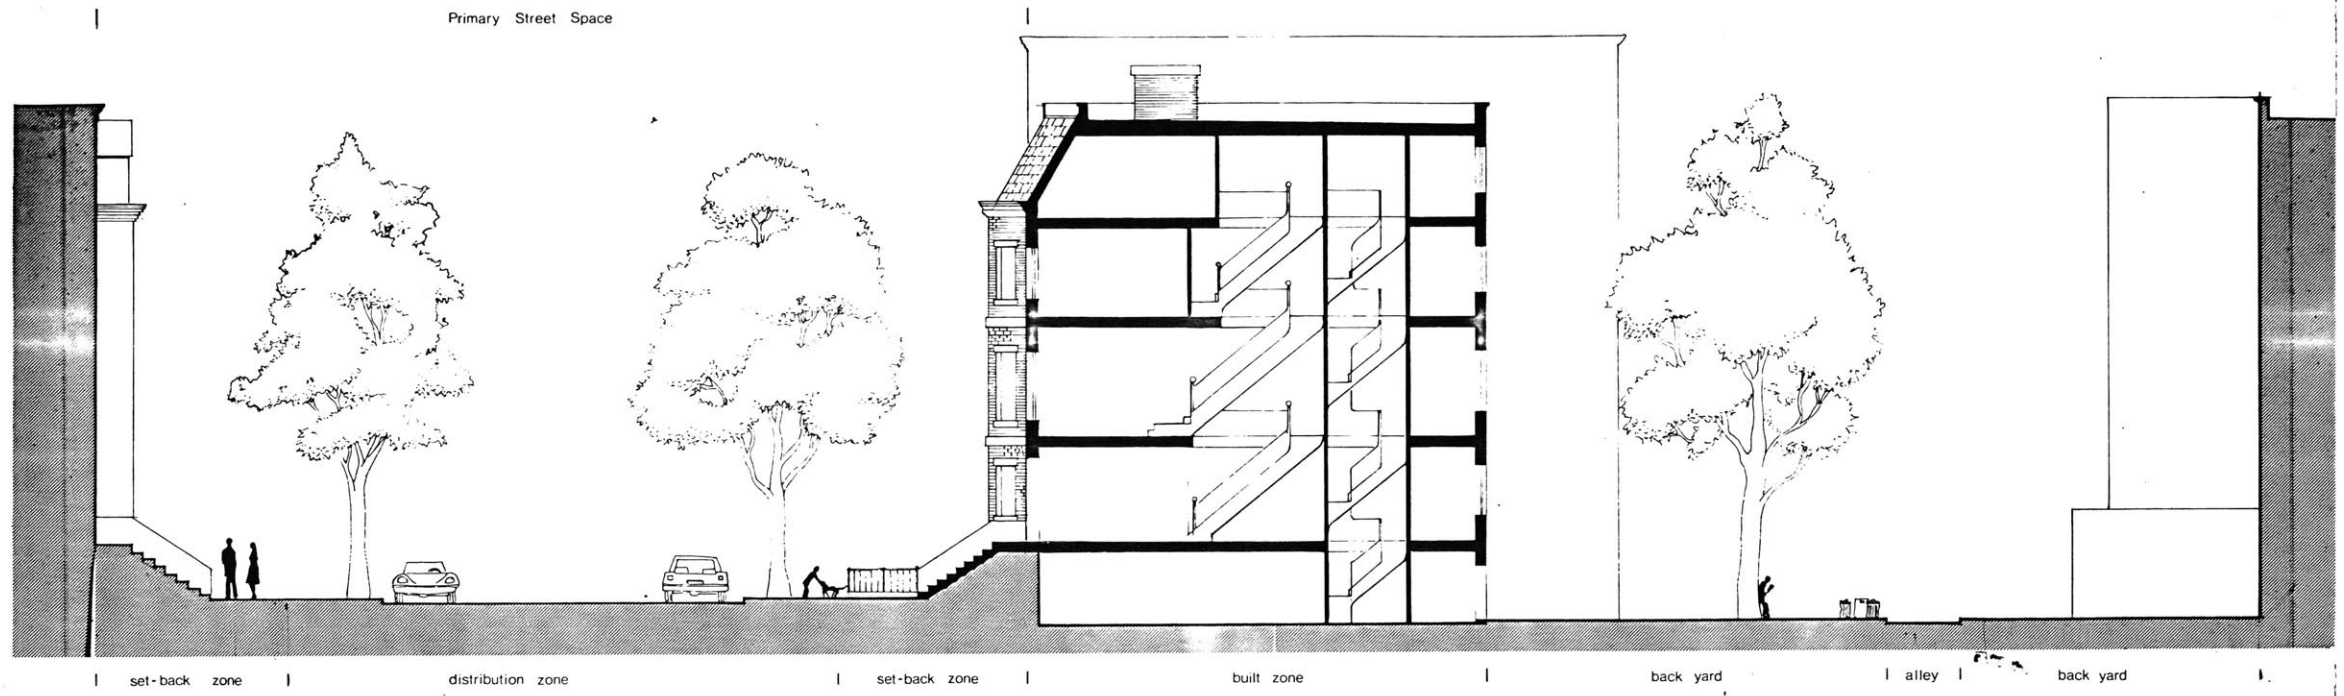 Primary Street Space
set-back zone
distribution zone
set-back zone
built zone
back yard
alley
back yard